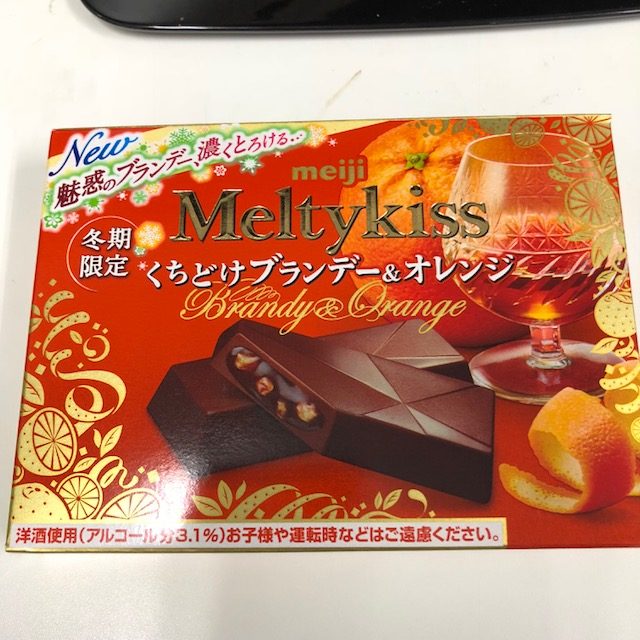 New
魅惑のブランデー、濃くとろける…
meiji
Meltykiss
冬期
限定
くちどけブランデー&オレンジ
Brandy&Orange
洋酒使用(アルコール分3.1%)お子様や運転時などはご遠慮ください。